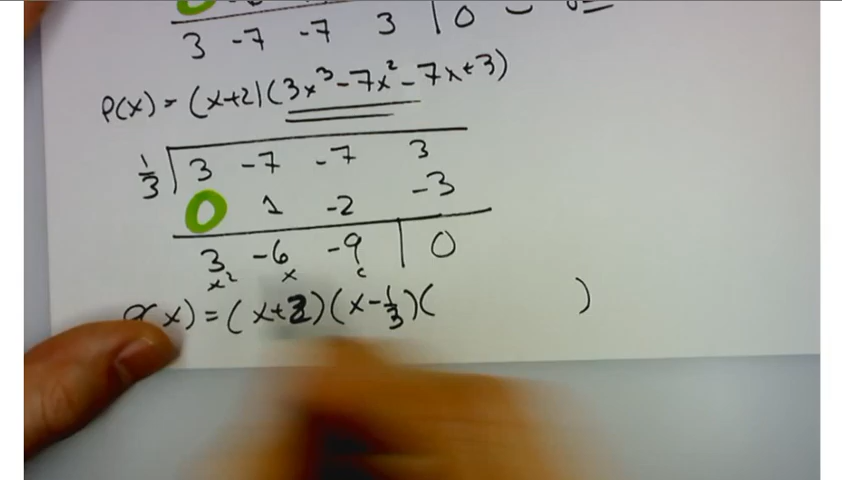 3 -7 -7 3 | 0
P(x) = (x+2)(3x³-7x²-7x+3)
1/3 | 3 -7 -7 3
0 1 -2 -3
3 -6 -9 | 0
x² x c
(x) = (x+2)(x-1/3)( )